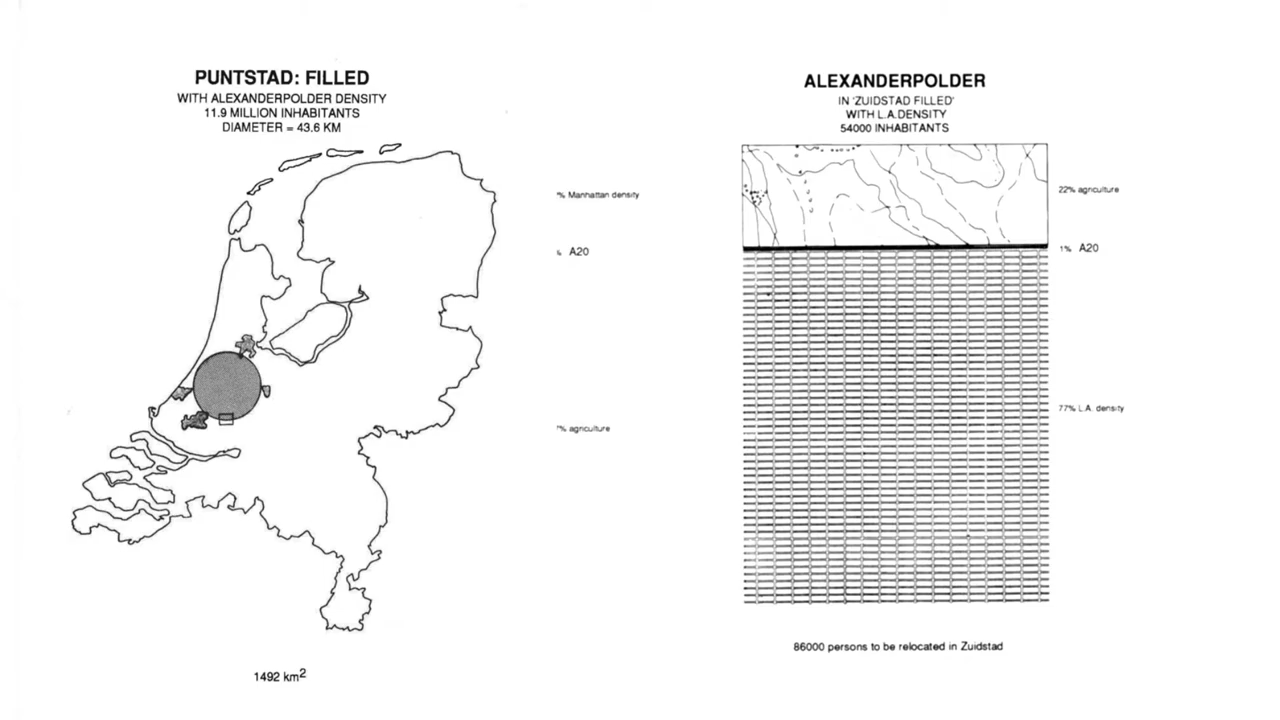 PUNTSTAD: FILLED
WITH ALEXANDERPOLDER DENSITY
11.9 MILLION INHABITANTS
DIAMETER = 43.6 KM
% Manhattan density
A20
% agriculture
1492 km2
ALEXANDERPOLDER
IN 'ZUIDSTAD FILLED'
WITH L.A.DENSITY
54000 INHABITANTS
22% agriculture
1% A20
77% L.A. density
86000 persons to be relocated in Zuidstad